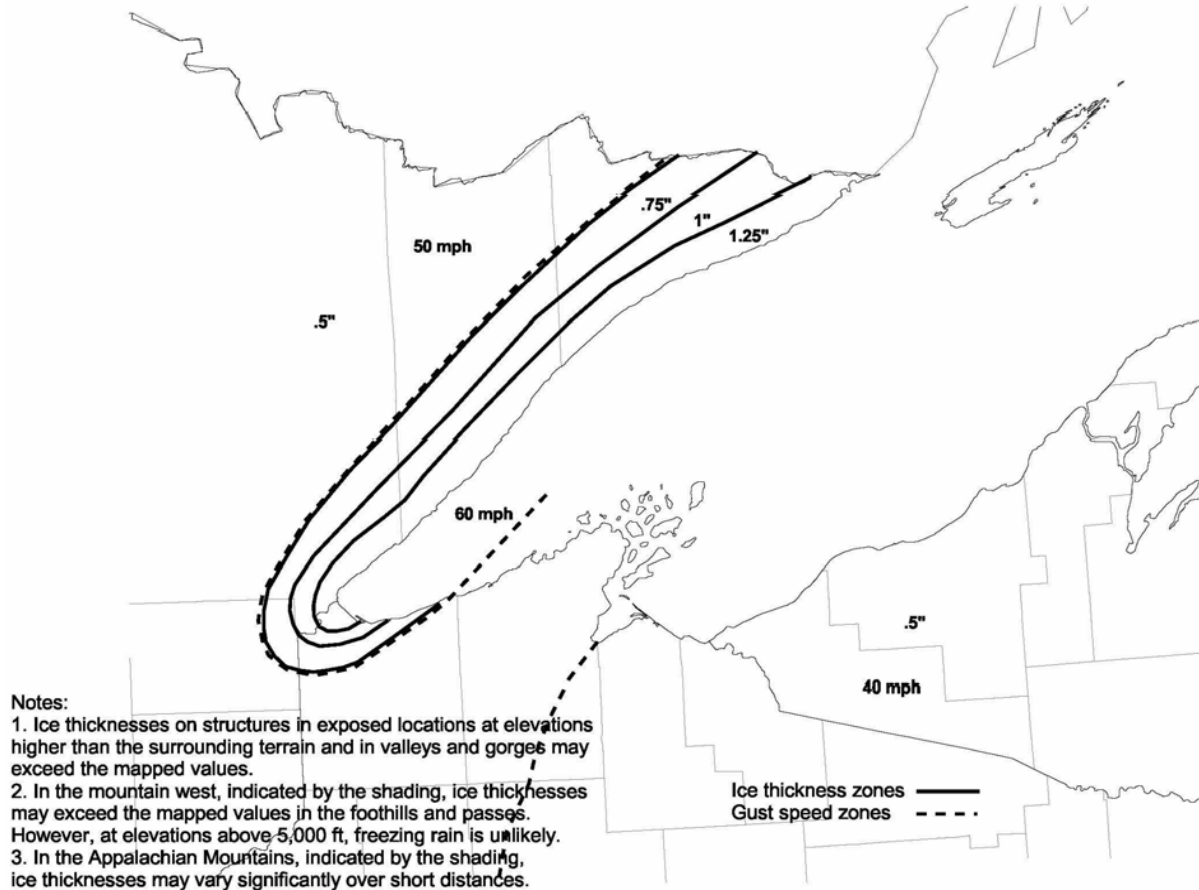 .75"
1"
1.25"
50 mph
.5"
60 mph
.5"
40 mph
Notes:
1. Ice thicknesses on structures in exposed locations at elevations
higher than the surrounding terrain and in valleys and gorges may
exceed the mapped values.
2. In the mountain west, indicated by the shading, ice thicknesses
may exceed the mapped values in the foothills and passes.
However, at elevations above 5,000 ft, freezing rain is unlikely.
3. In the Appalachian Mountains, indicated by the shading,
ice thicknesses may vary significantly over short distances.
Ice thickness zones
Gust speed zones